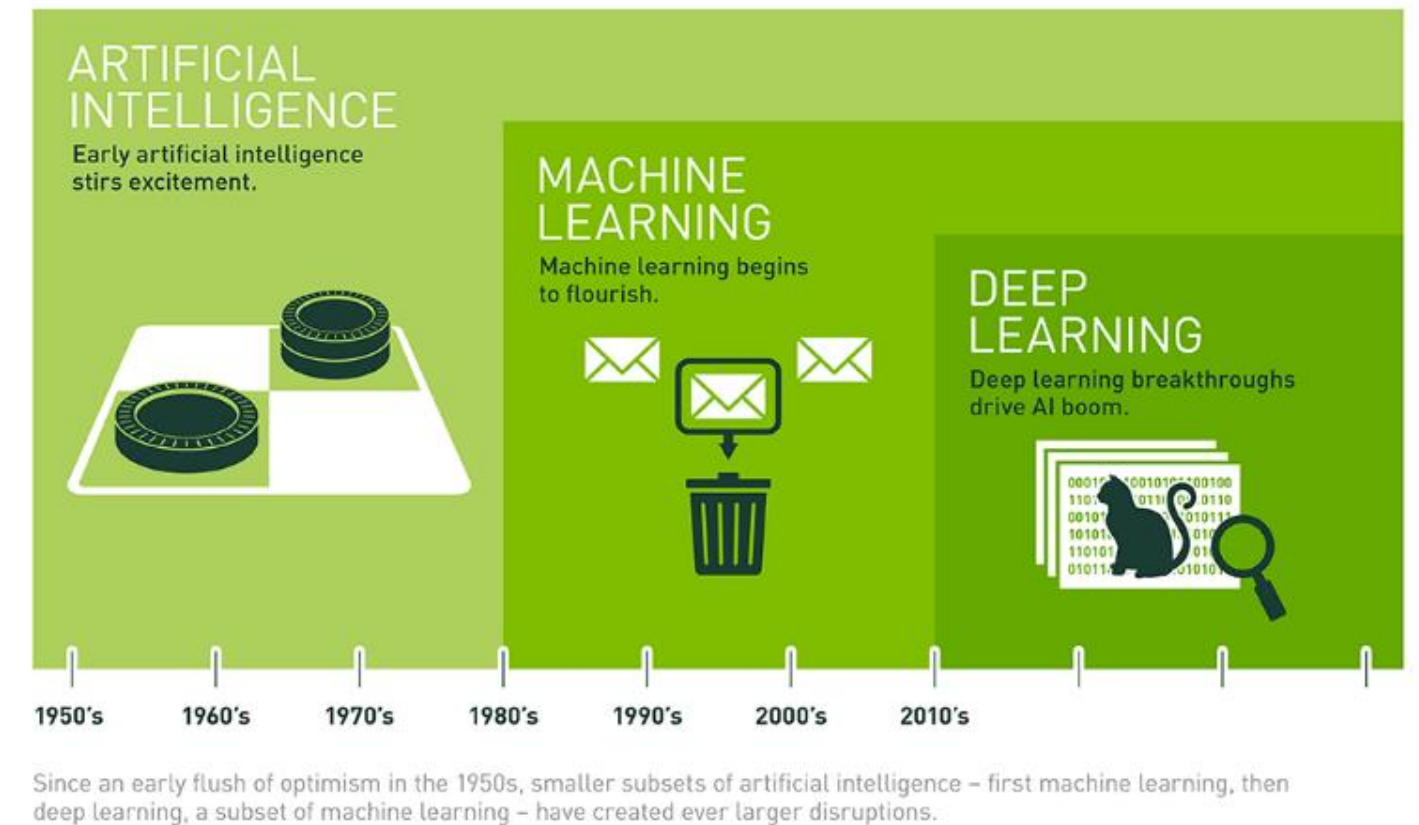 ARTIFICIAL
INTELLIGENCE
Early artificial intelligence
stirs excitement.
MACHINE
LEARNING
Machine learning begins
to flourish.
DEEP
LEARNING
Deep learning breakthroughs
drive AI boom.
1950's 1960's 1970's 1980's 1990's 2000's 2010's
Since an early flush of optimism in the 1950s, smaller subsets of artificial intelligence – first machine learning, then
deep learning, a subset of machine learning – have created ever larger disruptions.